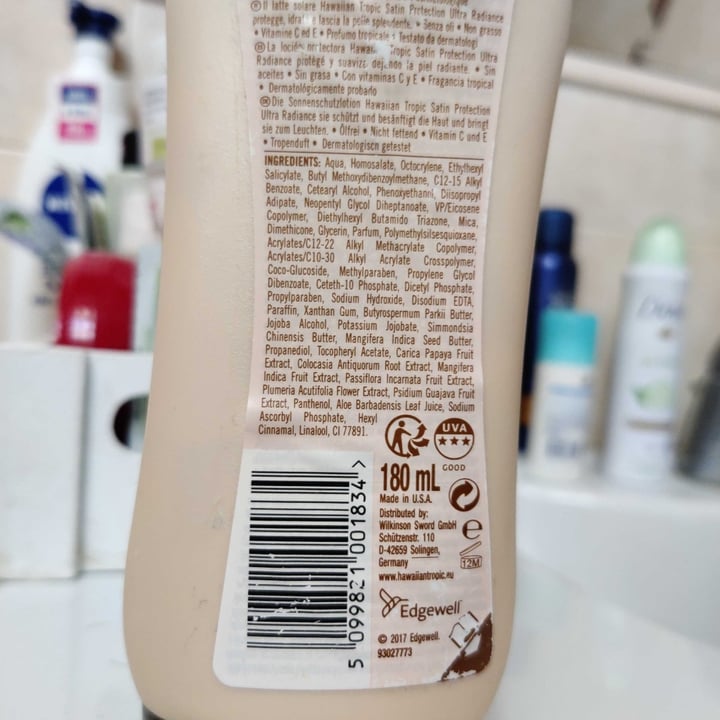 Il latte solare Hawaiian Tropic Satin Protection Ultra Radiance
protegge, idrata e lascia la pelle splendente. • Senza oli • Non grasso
• Vitamine C ed E • Profumo tropicale • Testato da dermatologi
La loción protectora Hawaiian Tropic Satin Protection Ultra
Radiance protege y suaviza dejando la piel radiante. • Sin
aceites • Sin grasa • Con vitaminas C y E • Fragancia tropical
• Dermatológicamente probado
Die Sonnenschutzlotion Hawaiian Tropic Satin Protection
Ultra Radiance sie schützt und besänftigt die Haut und bringt
sie zum Leuchten. • Ölfrei • Nicht fettend • Vitamin C und E
• Tropenduft • Dermatologisch getestet
INGREDIENTS: Aqua, Homosalate, Octocrylene, Ethylhexyl
Salicylate, Butyl Methoxydibenzoylmethane, C12-15 Alkyl
Benzoate, Cetearyl Alcohol, Phenoxyethanol, Diisopropyl
Adipate, Neopentyl Glycol Diheptanoate, VP/Eicosene
Copolymer, Diethylhexyl Butamido Triazone, Mica,
Dimethicone, Glycerin, Parfum, Polymethylsilsesquioxane,
Acrylates/C12-22 Alkyl Methacrylate Copolymer,
Acrylates/C10-30 Alkyl Acrylate Crosspolymer,
Coco-Glucoside, Methylparaben, Propylene Glycol
Dibenzoate, Ceteth-10 Phosphate, Dicetyl Phosphate,
Propylparaben, Sodium Hydroxide, Disodium EDTA,
Paraffin, Xanthan Gum, Butyrospermum Parkii Butter,
Jojoba Alcohol, Potassium Jojobate, Simmondsia
Chinensis Butter, Mangifera Indica Seed Butter,
Propanediol, Tocopheryl Acetate, Carica Papaya Fruit
Extract, Colocasia Antiquorum Root Extract, Mangifera
Indica Fruit Extract, Passiflora Incarnata Fruit Extract,
Plumeria Acutifolia Flower Extract, Psidium Guajava Fruit
Extract, Panthenol, Aloe Barbadensis Leaf Juice, Sodium
Ascorbyl Phosphate, Hexyl
Cinnamal, Linalool, CI 77891.
UVA
★★★
GOOD
180 mL
Made in U.S.A.
Distributed by:
Wilkinson Sword GmbH
Schützenstr. 110
D-42659 Solingen,
Germany
www.hawaiiantropic.eu
e
12M
Edgewell
© 2017 Edgewell.
93027773
5 099821 001834 >
Dove